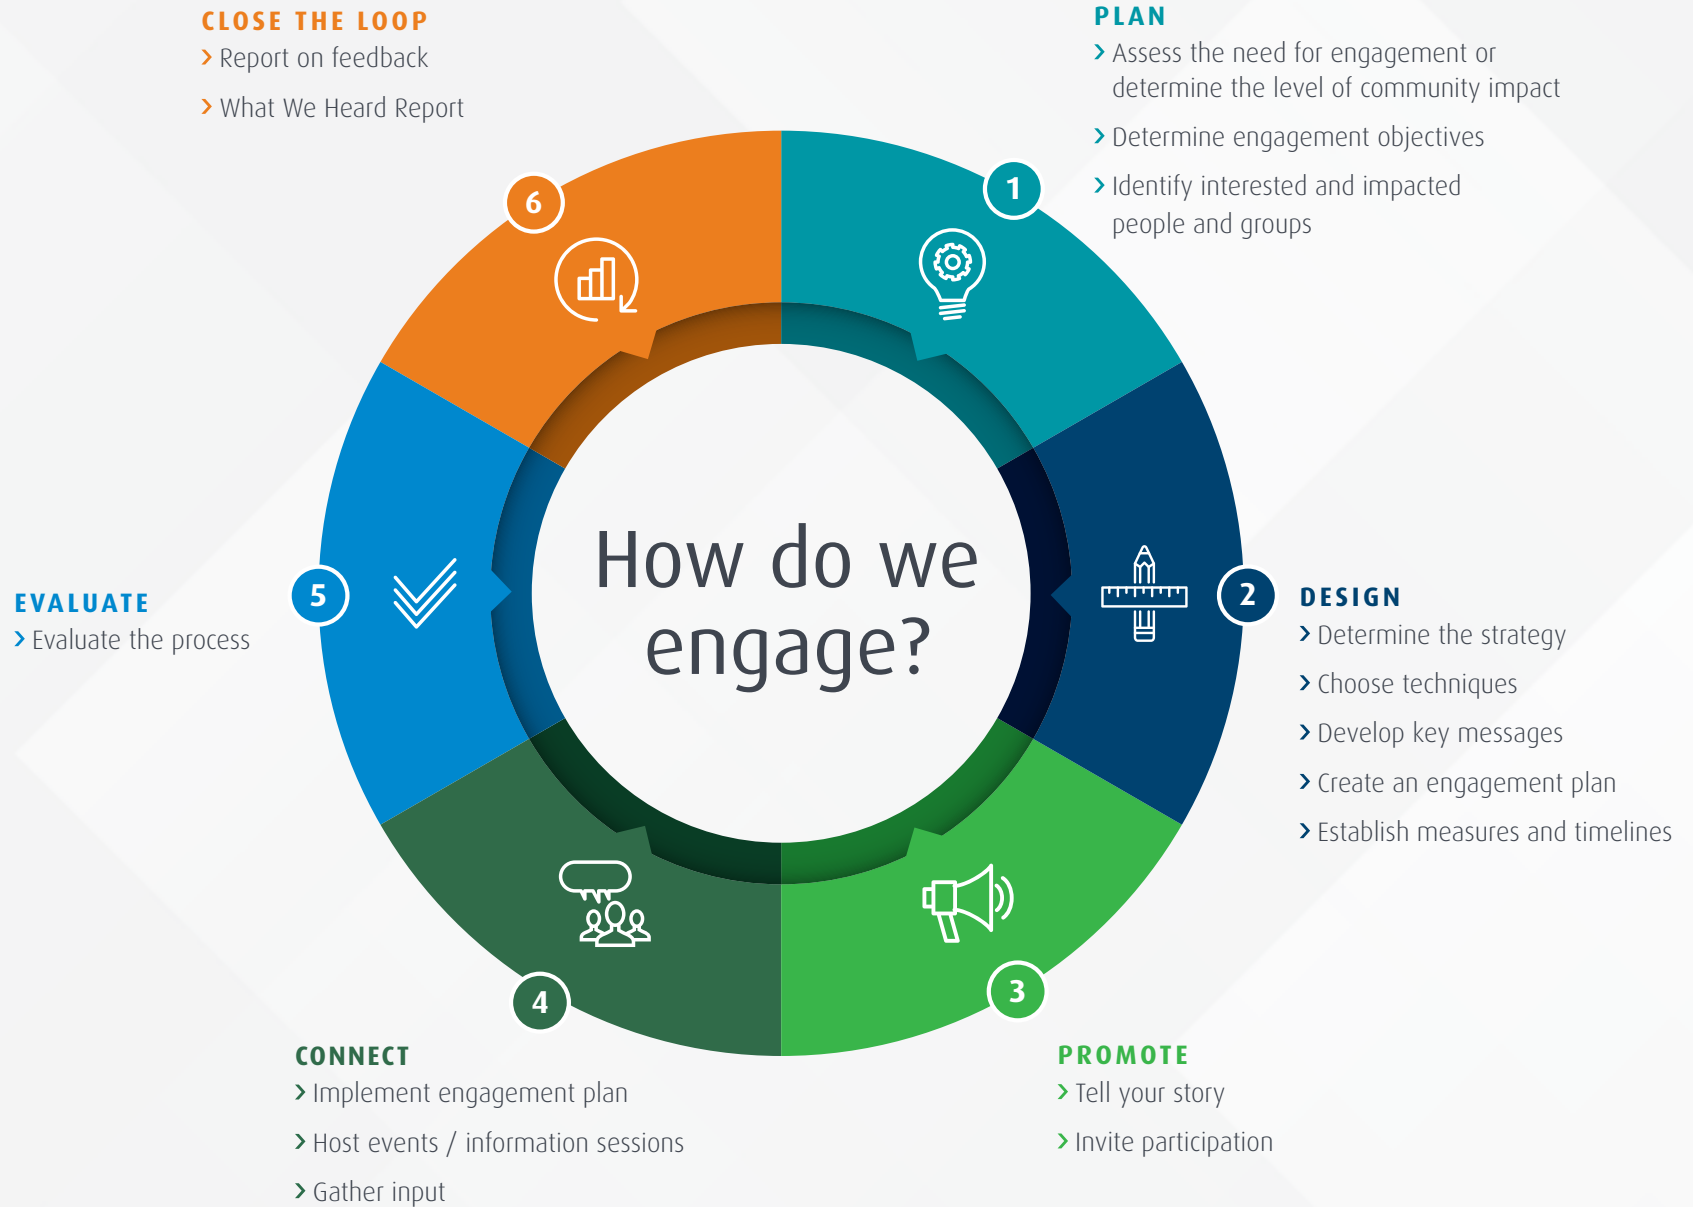 How do we
engage?
1
PLAN
› Assess the need for engagement or
determine the level of community impact
› Determine engagement objectives
› Identify interested and impacted
people and groups
2
DESIGN
› Determine the strategy
› Choose techniques
› Develop key messages
› Create an engagement plan
› Establish measures and timelines
3
PROMOTE
› Tell your story
› Invite participation
4
CONNECT
› Implement engagement plan
› Host events / information sessions
› Gather input
5
EVALUATE
› Evaluate the process
6
CLOSE THE LOOP
› Report on feedback
› What We Heard Report